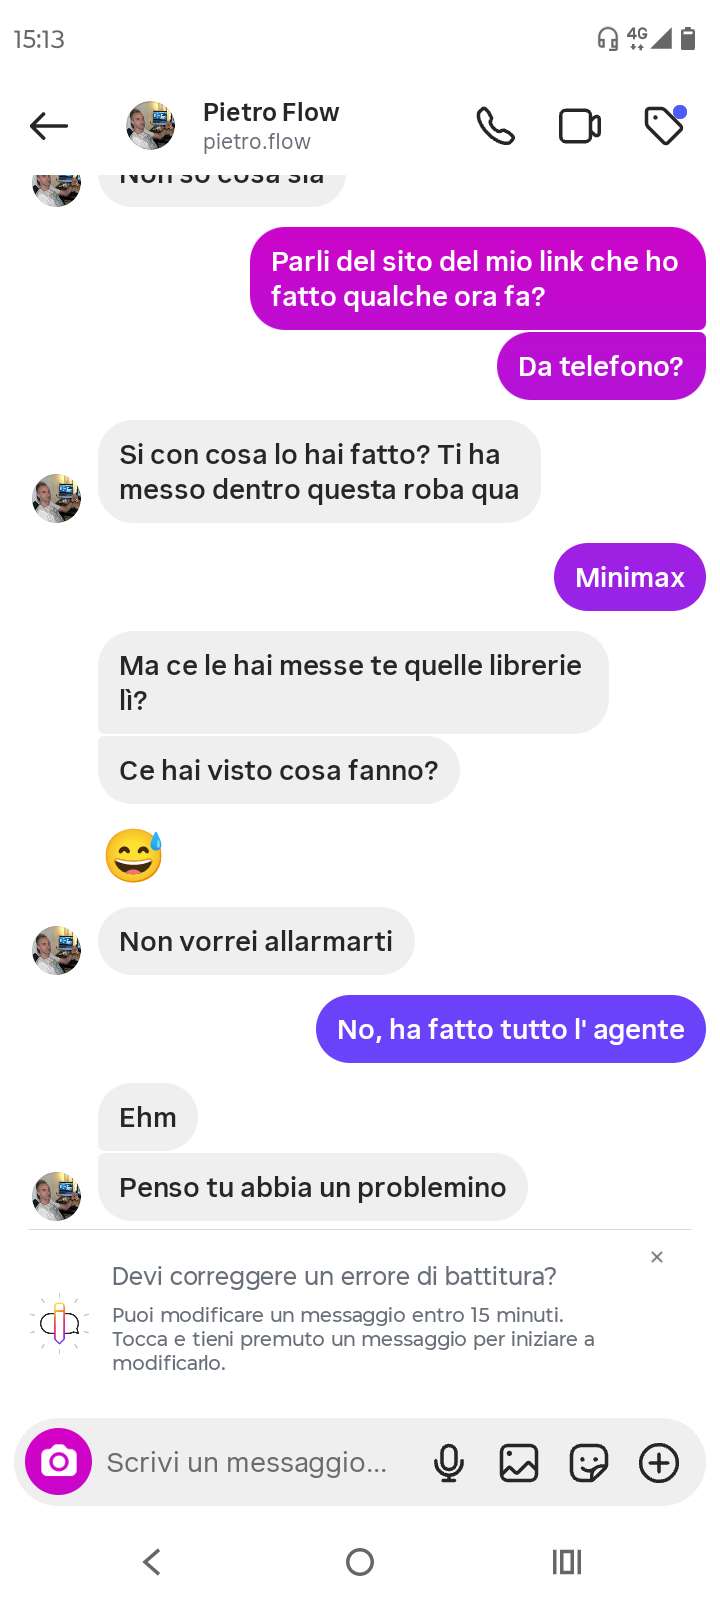 15:13
4G
Pietro Flow
pietro.flow
Non so cosa sia
Parli del sito del mio link che ho
fatto qualche ora fa?
Da telefono?
Si con cosa lo hai fatto? Ti ha
messo dentro questa roba qua
Minimax
Ma ce le hai messe te quelle librerie
lì?
Ce hai visto cosa fanno?
Non vorrei allarmarti
No, ha fatto tutto l' agente
Ehm
Penso tu abbia un problemino
Devi correggere un errore di battitura?
Puoi modificare un messaggio entro 15 minuti.
Tocca e tieni premuto un messaggio per iniziare a
modificarlo.
Scrivi un messaggio...